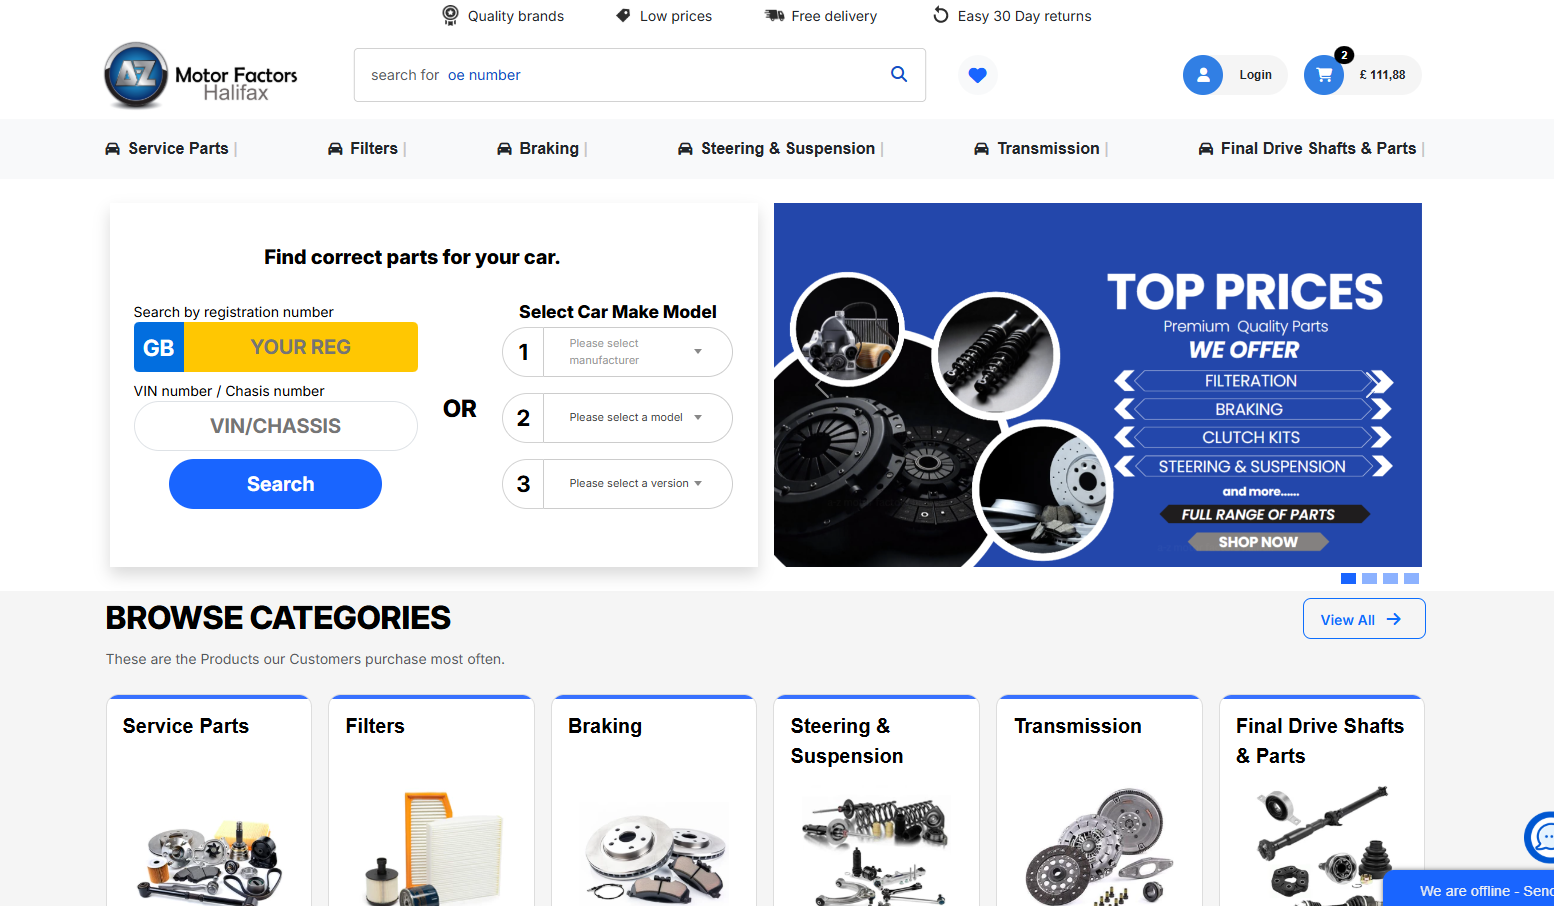 Quality brands
Low prices
Free delivery
Easy 30 Day returns
AZ
Motor Factors
Halifax
search for oe number
Login
2
£ 111,88
Service Parts |
Filters |
Braking |
Steering & Suspension |
Transmission |
Final Drive Shafts & Parts |
Find correct parts for your car.
Search by registration number
GB YOUR REG
VIN number / Chasis number
VIN/CHASSIS
Search
OR
Select Car Make Model
1 Please select
manufacturer
2 Please select a model
3 Please select a version
TOP PRICES
Premium Quality Parts
WE OFFER
FILTERATION
BRAKING
CLUTCH KITS
STEERING & SUSPENSION
and more......
FULL RANGE OF PARTS
SHOP NOW
BROWSE CATEGORIES
View All
These are the Products our Customers purchase most often.
Service Parts
Filters
Braking
Steering &
Suspension
Transmission
Final Drive Shafts
& Parts
We are offline - Senc